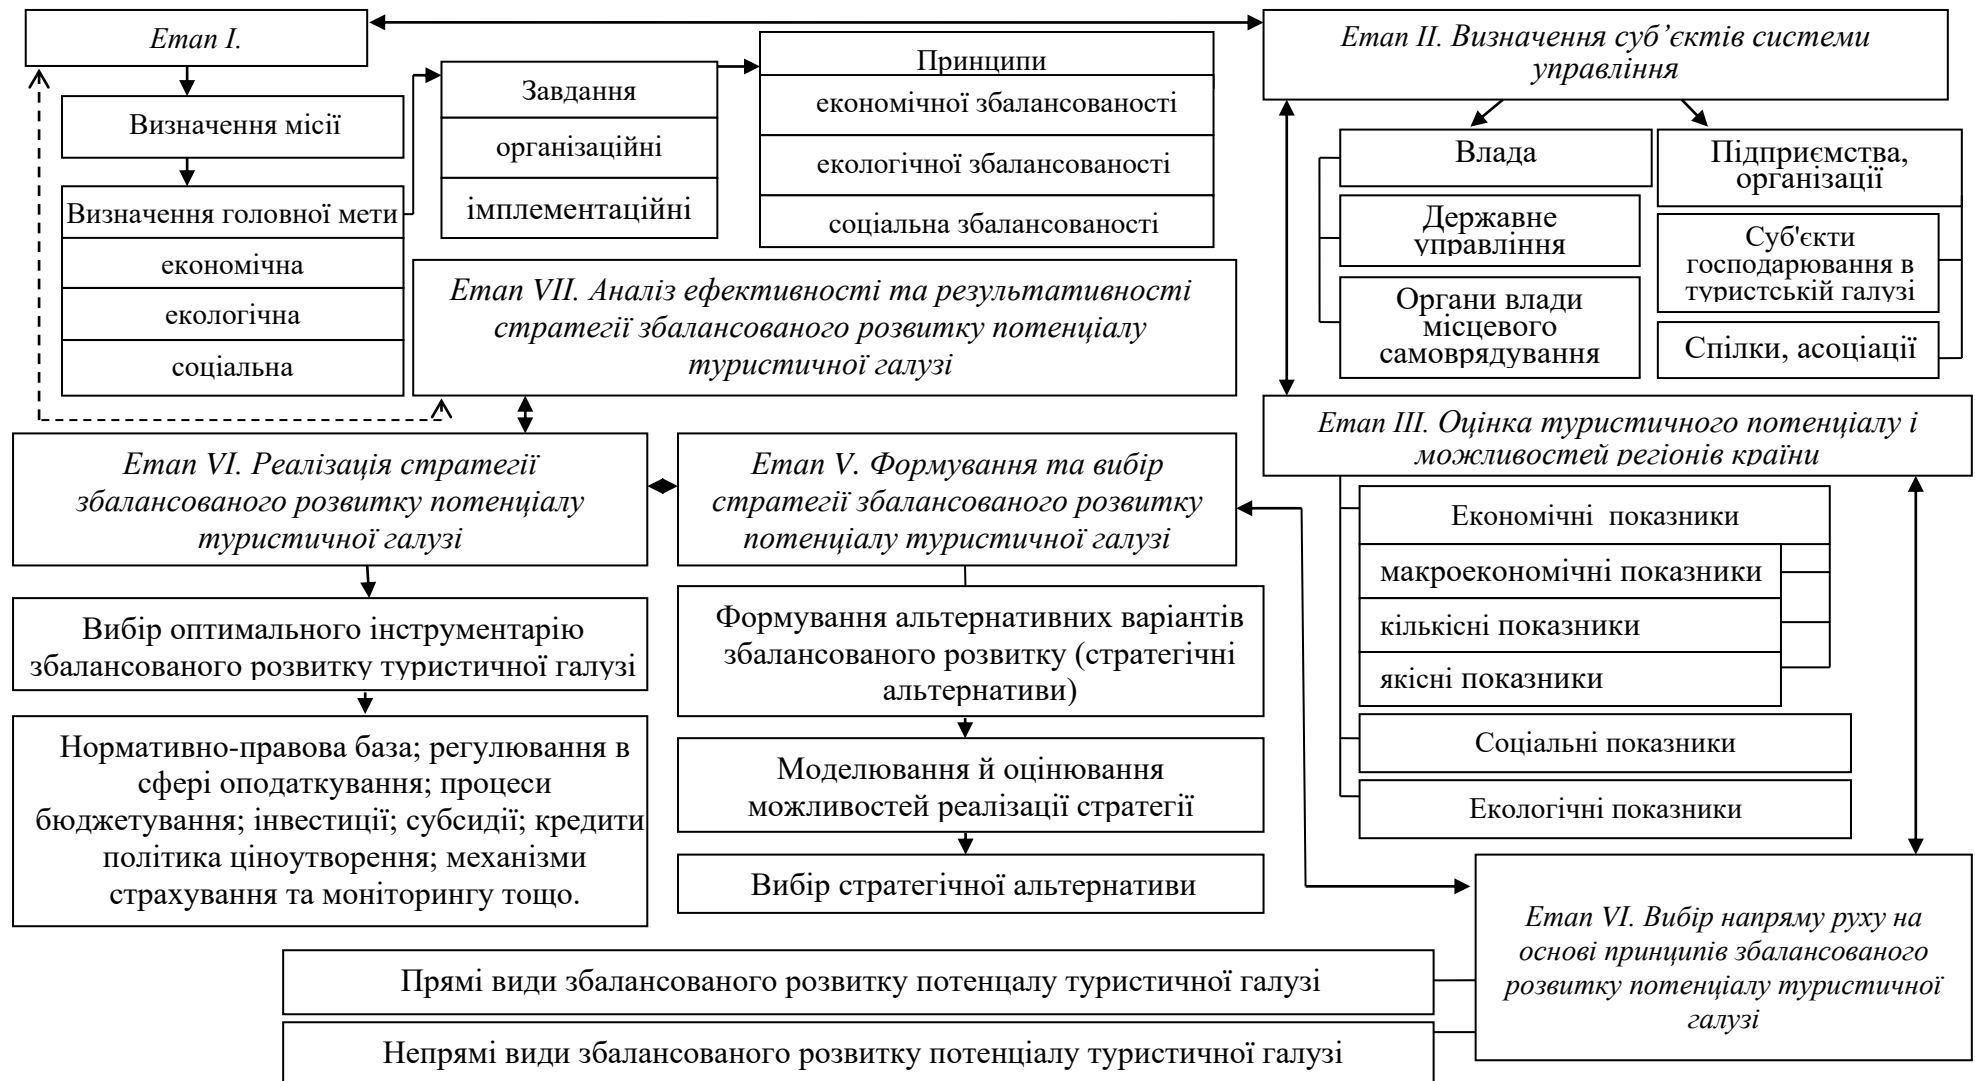 Етап I.
Визначення місії
Визначення головної мети
економічна
екологічна
соціальна
Завдання
організаційні
імплементаційні
Принципи
економічної збалансованості
екологічної збалансованості
соціальна збалансованості
Етап II. Визначення суб’єктів системи
управління
Влада
Державне
управління
Органи влади
місцевого
самоврядування
Підприємства,
організації
Суб'єкти
господарювання в
туристській галузі
Спілки, асоціації
Етап VII. Аналіз ефективності та результативності
стратегії збалансованого розвитку потенціалу
туристичної галузі
Етап III. Оцінка туристичного потенціалу і
можливостей регіонів країни
Економічні показники
макроекономічні показники
кількісні показники
якісні показники
Соціальні показники
Екологічні показники
Етап VI. Реалізація стратегії
збалансованого розвитку потенціалу
туристичної галузі
Вибір оптимального інструментарію
збалансованого розвитку туристичної галузі
Нормативно-правова база; регулювання в
сфері оподаткування; процеси
бюджетування; інвестиції; субсидії; кредити
політика ціноутворення; механізми
страхування та моніторингу тощо.
Етап V. Формування та вибір
стратегії збалансованого розвитку
потенціалу туристичної галузі
Формування альтернативних варіантів
збалансованого розвитку (стратегічні
альтернативи)
Моделювання й оцінювання
можливостей реалізації стратегії
Вибір стратегічної альтернативи
Етап VI. Вибір напряму руху на
основі принципів збалансованого
розвитку потенціалу туристичної
галузі
Прямі види збалансованого розвитку потенцалу туристичної галузі
Непрямі види збалансованого розвитку потенціалу туристичної галузі